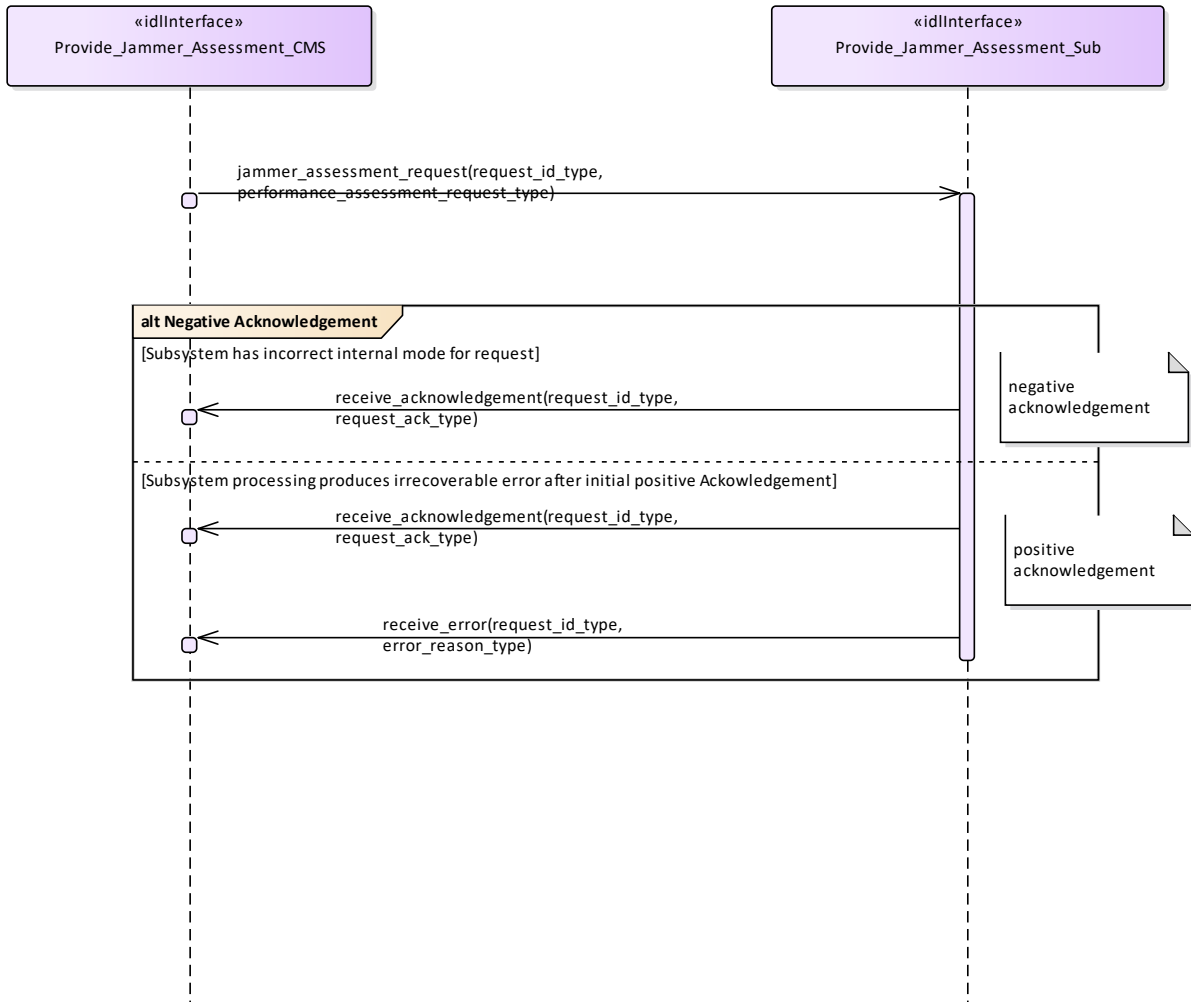 «idlInterface»
Provide_Jammer_Assessment_CMS
«idlInterface»
Provide_Jammer_Assessment_Sub
jammer_assessment_request(request_id_type,
performance_assessment_request_type)
alt Negative Acknowledgement
[Subsystem has incorrect internal mode for request]
negative
acknowledgement
receive_acknowledgement(request_id_type,
request_ack_type)
[Subsystem processing produces irrecoverable error after initial positive Ackowledgement]
receive_acknowledgement(request_id_type,
request_ack_type)
positive
acknowledgement
receive_error(request_id_type,
error_reason_type)